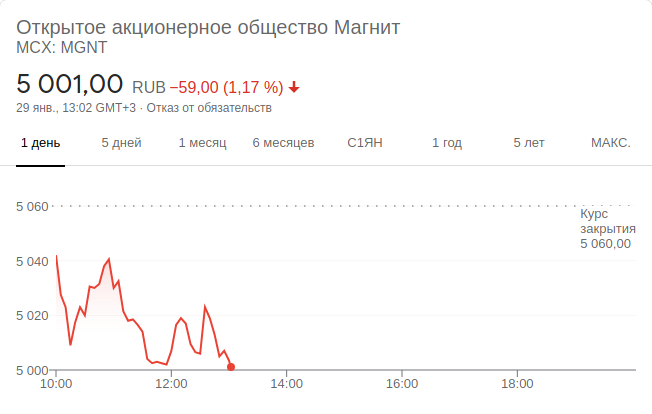 Открытое акционерное общество Магнит
MCX: MGNT
5 001,00 RUB −59,00 (1,17 %) ↓
29 янв., 13:02 GMT+3 · Отказ от обязательств
1 день 5 дней 1 месяц 6 месяцев С1ЯН 1 год 5 лет МАКС.
5 060
Курс
закрытия
5 060,00
5 040
5 020
5 000
10:00 12:00 14:00 16:00 18:00